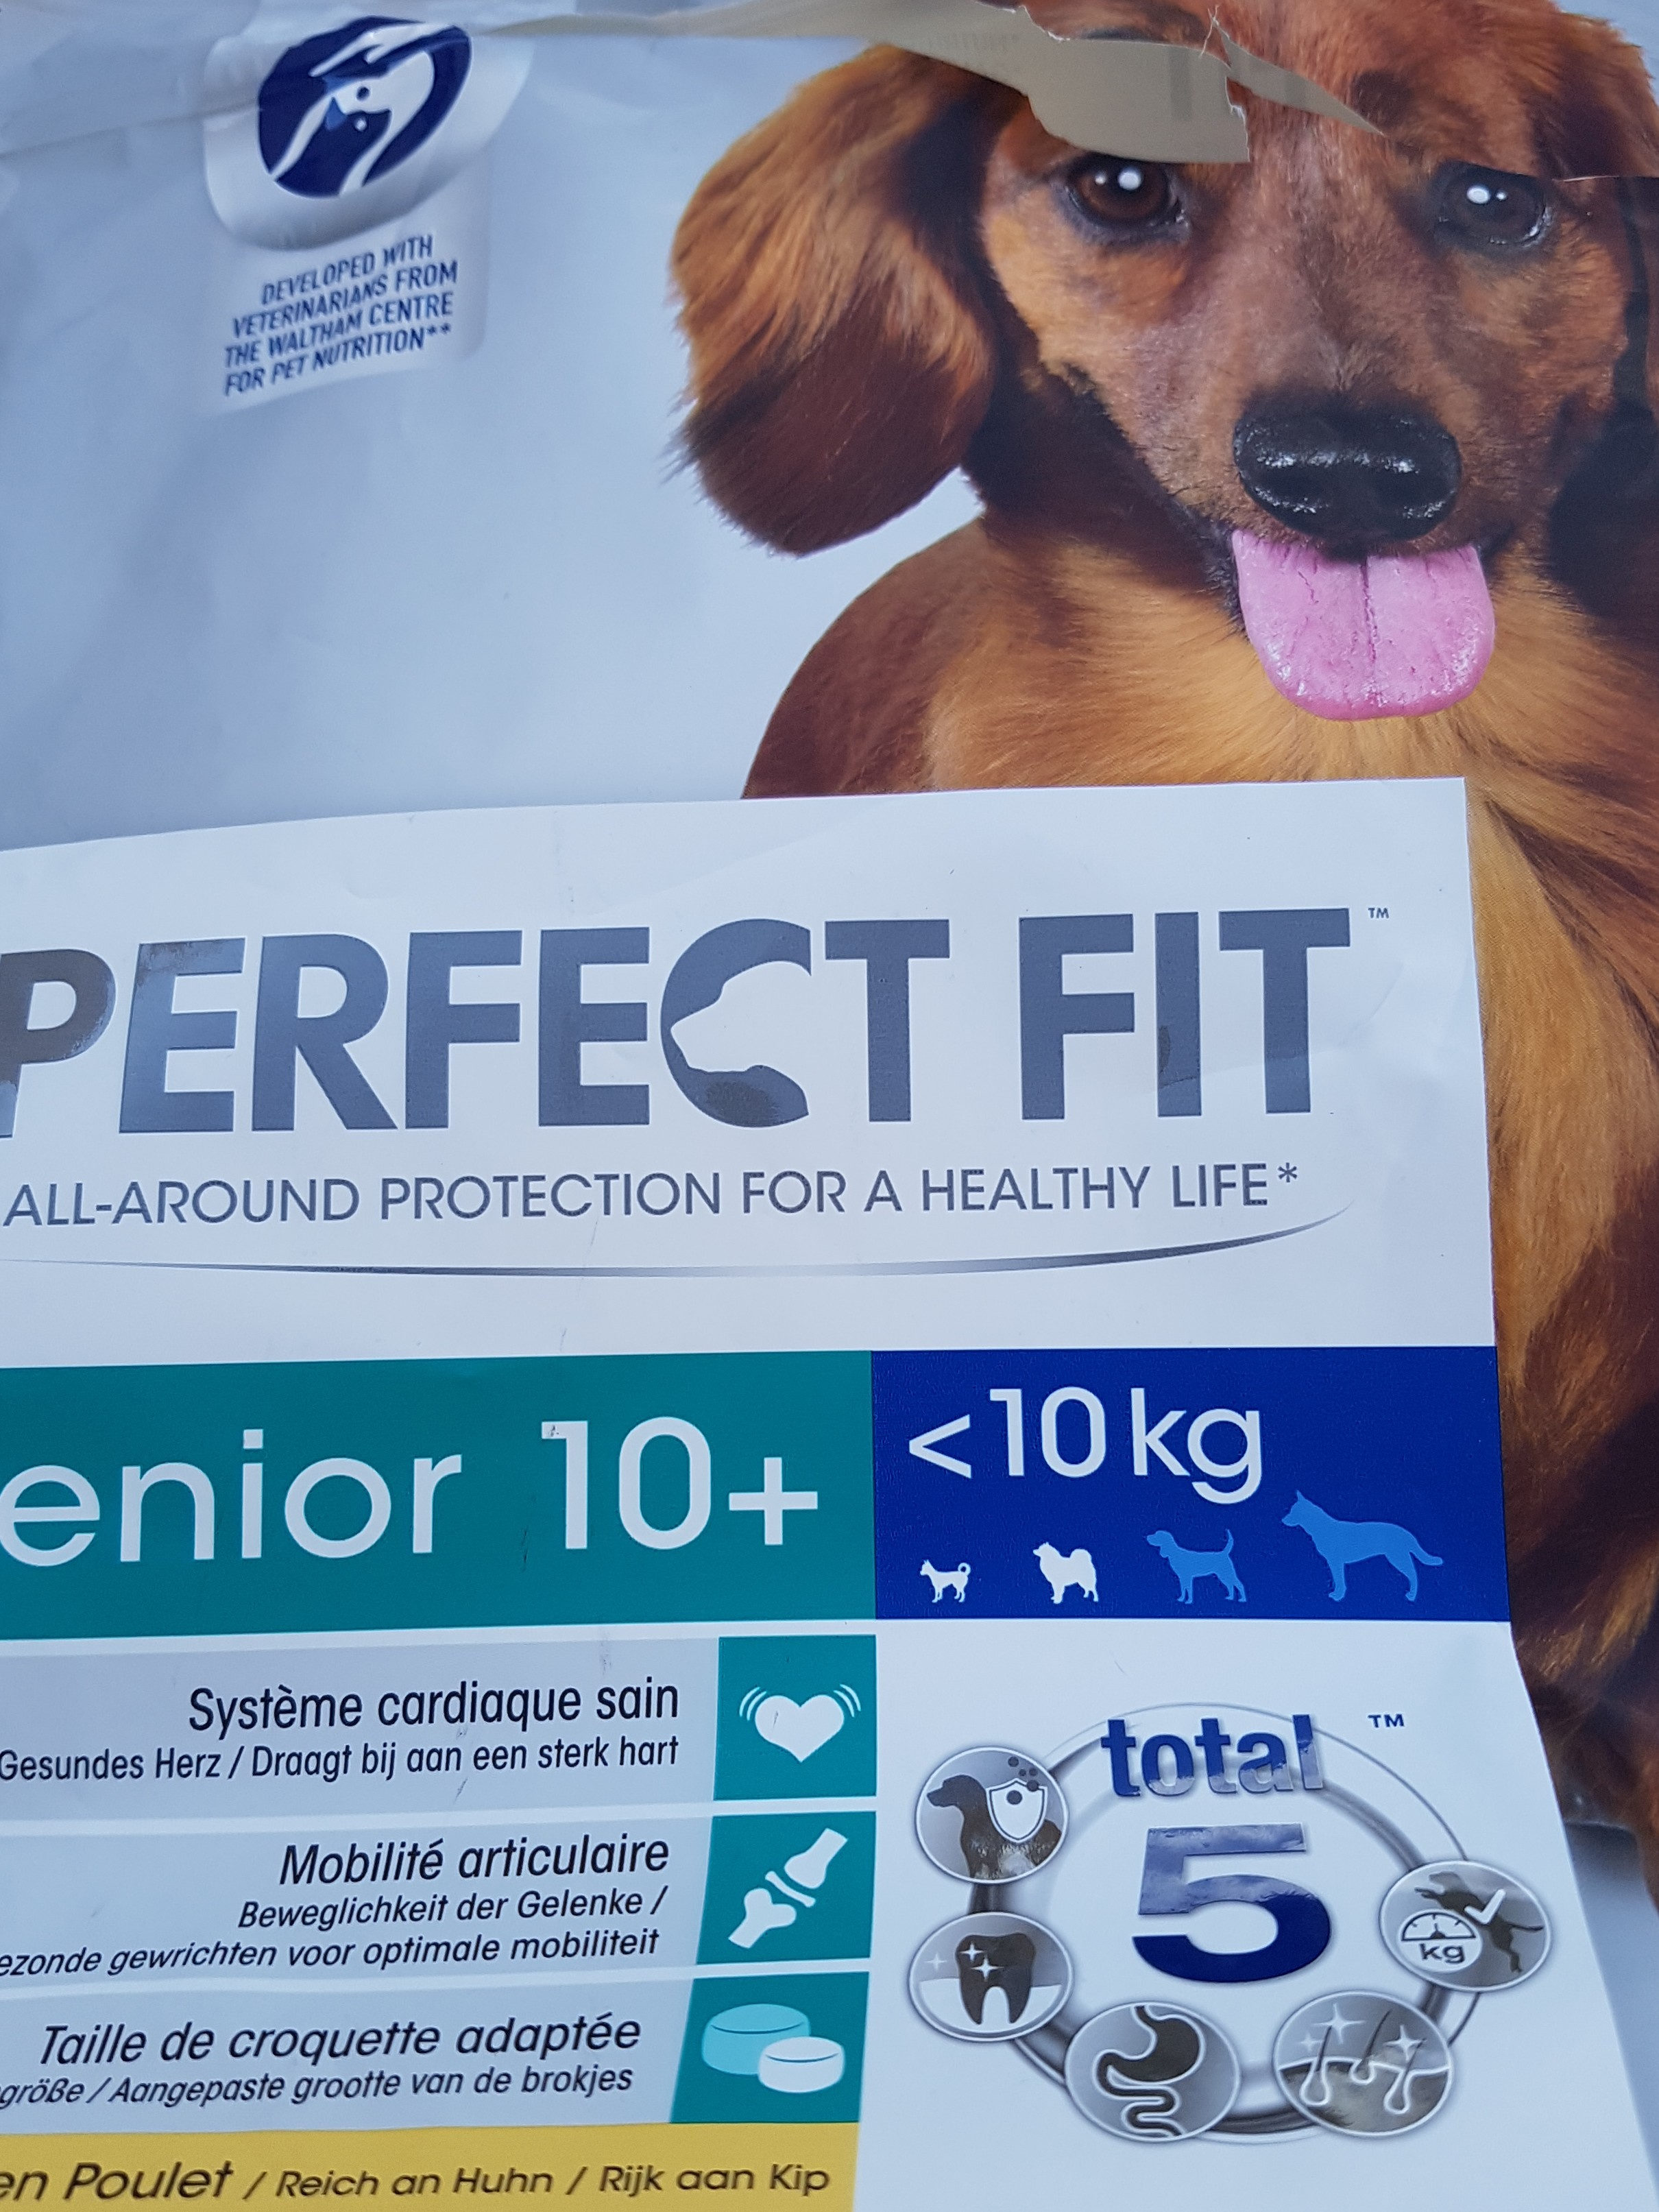 DEVELOPED WITH
VETERINARIANS FROM
THE WALTHAM CENTRE
FOR PET NUTRITION**
PERFECT FIT™
ALL-AROUND PROTECTION FOR A HEALTHY LIFE*
enior 10+
<10kg
Système cardiaque sain
Gesundes Herz / Draagt bij aan een sterk hart
Mobilité articulaire
Beweglichkeit der Gelenke /
ezonde gewrichten voor optimale mobiliteit
Taille de croquette adaptée
größe / Aangepaste grootte van de brokjes
total™
5
kg
en Poulet / Reich an Huhn / Rijk aan Kip